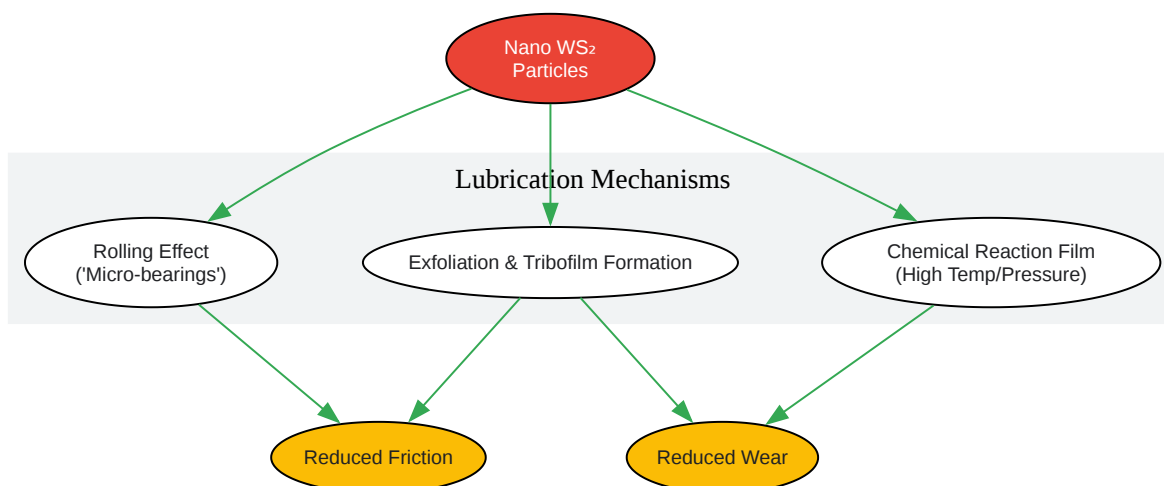 Nano WS₂
Particles
Lubrication Mechanisms
Rolling Effect
('Micro-bearings')
Exfoliation & Tribofilm Formation
Chemical Reaction Film
(High Temp/Pressure)
Reduced Friction
Reduced Wear